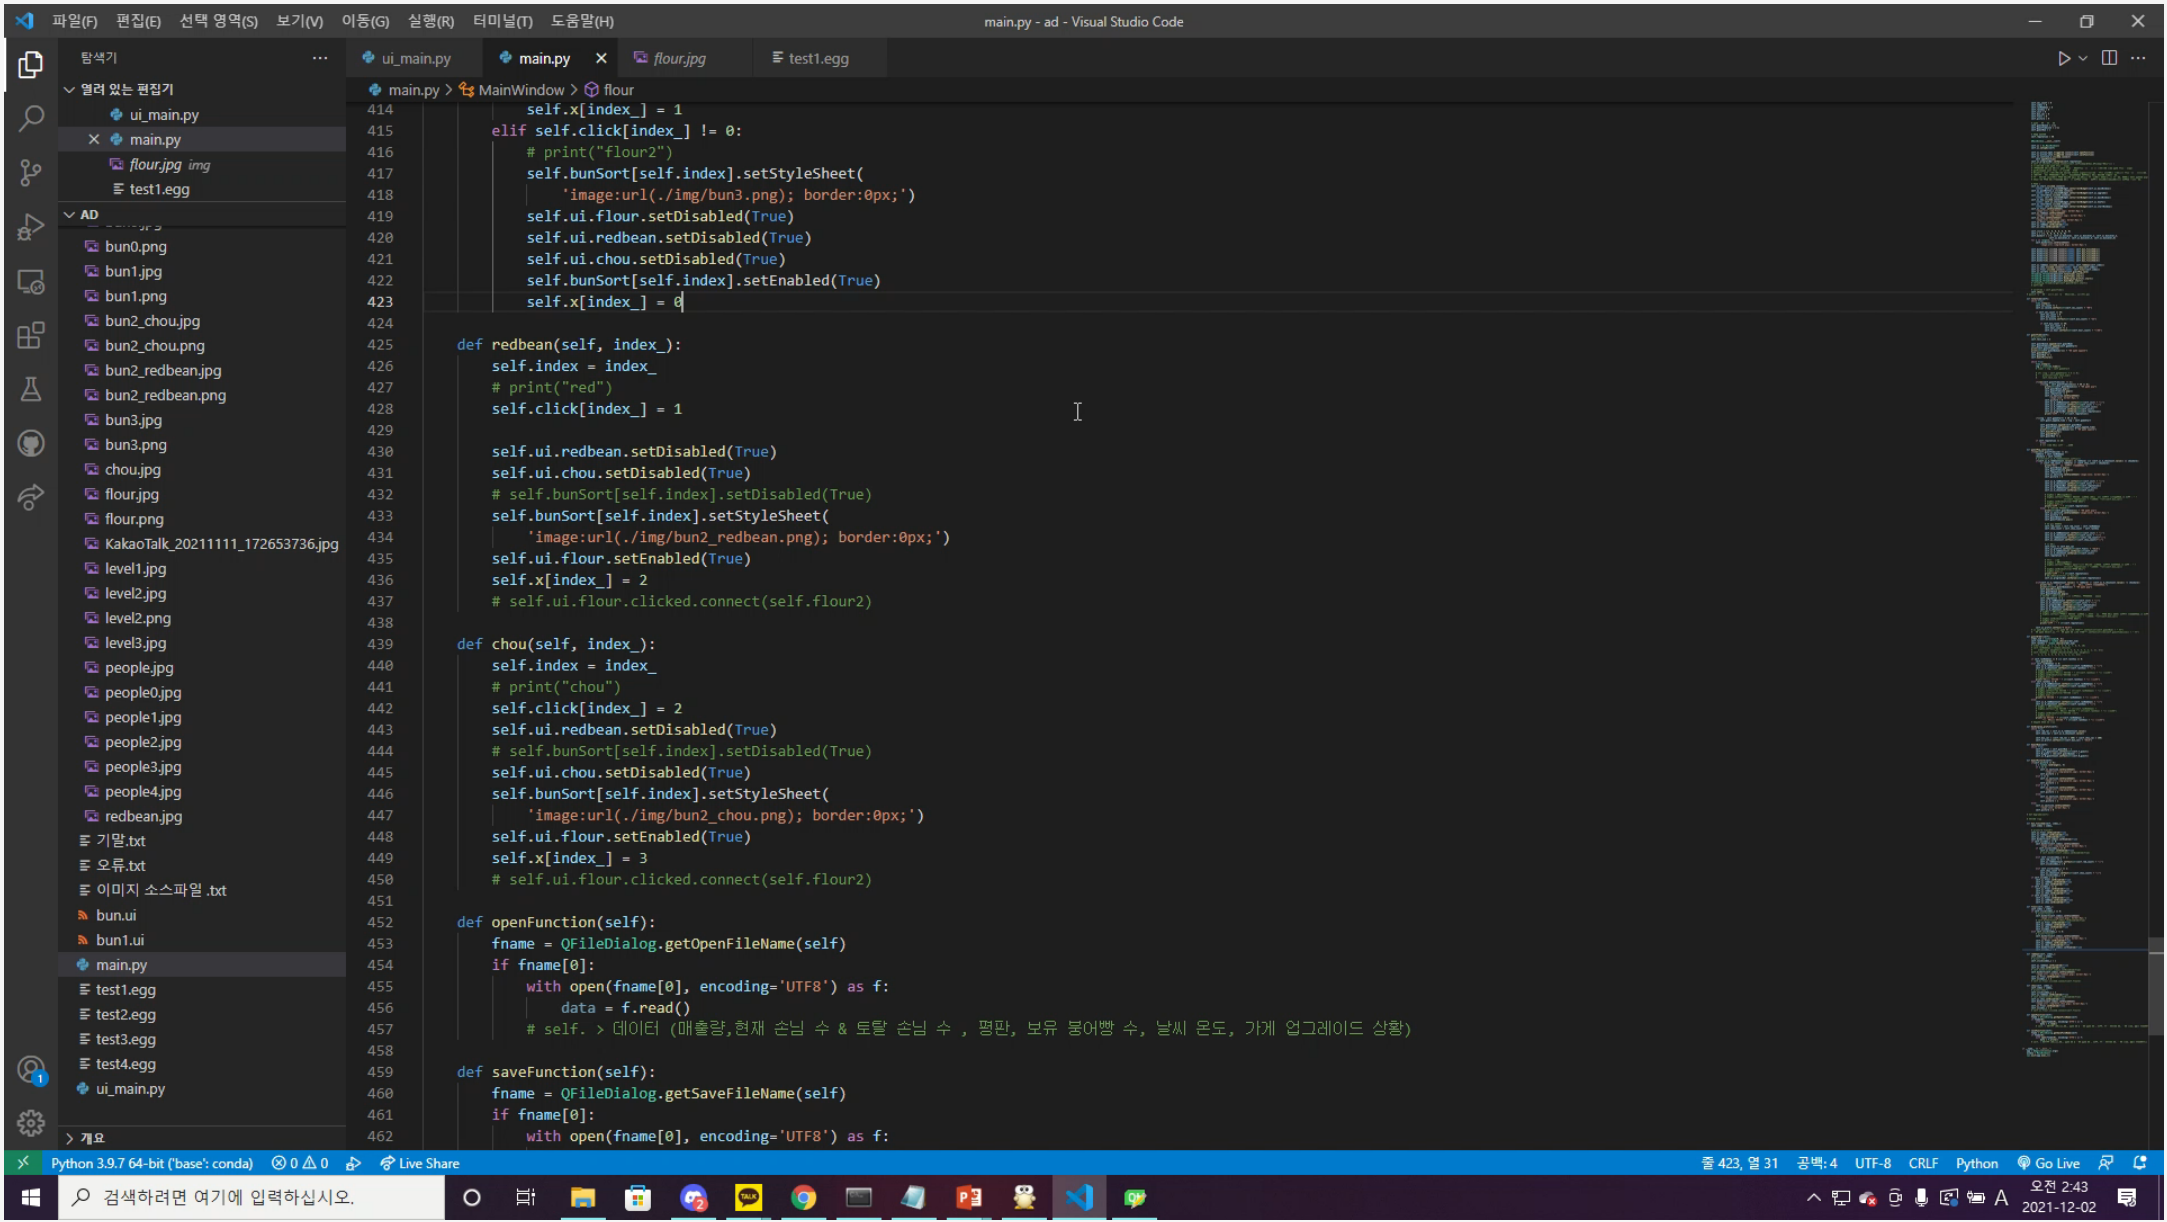 파일(F) 편집(E) 선택 영역(S) 보기(V) 이동(G) 실행(R) 터미널(T) 도움말(H)
main.py - ad - Visual Studio Code
탐색기
ui_main.py
main.py
flour.jpg
test1.egg
열려 있는 편집기
main.py > MainWindow > flour
ui_main.py
main.py
flour.jpg img
test1.egg
AD
bun0.png
bun1.jpg
bun1.png
bun2_chou.jpg
bun2_chou.png
bun2_redbean.jpg
bun2_redbean.png
bun3.jpg
bun3.png
chou.jpg
flour.jpg
flour.png
KakaoTalk_20211111_172653736.jpg
level1.jpg
level2.jpg
level2.png
level3.jpg
people.jpg
people0.jpg
people1.jpg
people2.jpg
people3.jpg
people4.jpg
redbean.jpg
기말.txt
오류.txt
이미지 소스파일 .txt
bun.ui
bun1.ui
main.py
test1.egg
test2.egg
test3.egg
test4.egg
ui_main.py
개요
414 self.x[index_] = 1
415 elif self.click[index_] != 0:
416 # print("flour2")
417 self.bunSort[self.index].setStyleSheet(
418 'image:url(./img/bun3.png); border:0px;')
419 self.ui.flour.setDisabled(True)
420 self.ui.redbean.setDisabled(True)
421 self.ui.chou.setDisabled(True)
422 self.bunSort[self.index].setEnabled(True)
423 self.x[index_] = 0
424
425 def redbean(self, index_):
426 self.index = index_
427 # print("red")
428 self.click[index_] = 1
429
430 self.ui.redbean.setDisabled(True)
431 self.ui.chou.setDisabled(True)
432 # self.bunSort[self.index].setDisabled(True)
433 self.bunSort[self.index].setStyleSheet(
434 'image:url(./img/bun2_redbean.png); border:0px;')
435 self.ui.flour.setEnabled(True)
436 self.x[index_] = 2
437 # self.ui.flour.clicked.connect(self.flour2)
438
439 def chou(self, index_):
440 self.index = index_
441 # print("chou")
442 self.click[index_] = 2
443 self.ui.redbean.setDisabled(True)
444 # self.bunSort[self.index].setDisabled(True)
445 self.ui.chou.setDisabled(True)
446 self.bunSort[self.index].setStyleSheet(
447 'image:url(./img/bun2_chou.png); border:0px;')
448 self.ui.flour.setEnabled(True)
449 self.x[index_] = 3
450 # self.ui.flour.clicked.connect(self.flour2)
451
452 def openFunction(self):
453 fname = QFileDialog.getOpenFileName(self)
454 if fname[0]:
455 with open(fname[0], encoding='UTF8') as f:
456 data = f.read()
457 # self. > 데이터 (매출량,현재 손님 수 & 토탈 손님 수 , 평판, 보유 붕어빵 수, 날씨 온도, 가게 업그레이드 상황)
458
459 def saveFunction(self):
460 fname = QFileDialog.getSaveFileName(self)
461 if fname[0]:
462 with open(fname[0], encoding='UTF8') as f:
1
Python 3.9.7 64-bit ('base': conda) 0 0 Live Share
줄 423, 열 31 공백: 4 UTF-8 CRLF Python Go Live
검색하려면 여기에 입력하십시오.
2
TALK
A
오전 2:43
2021-12-02